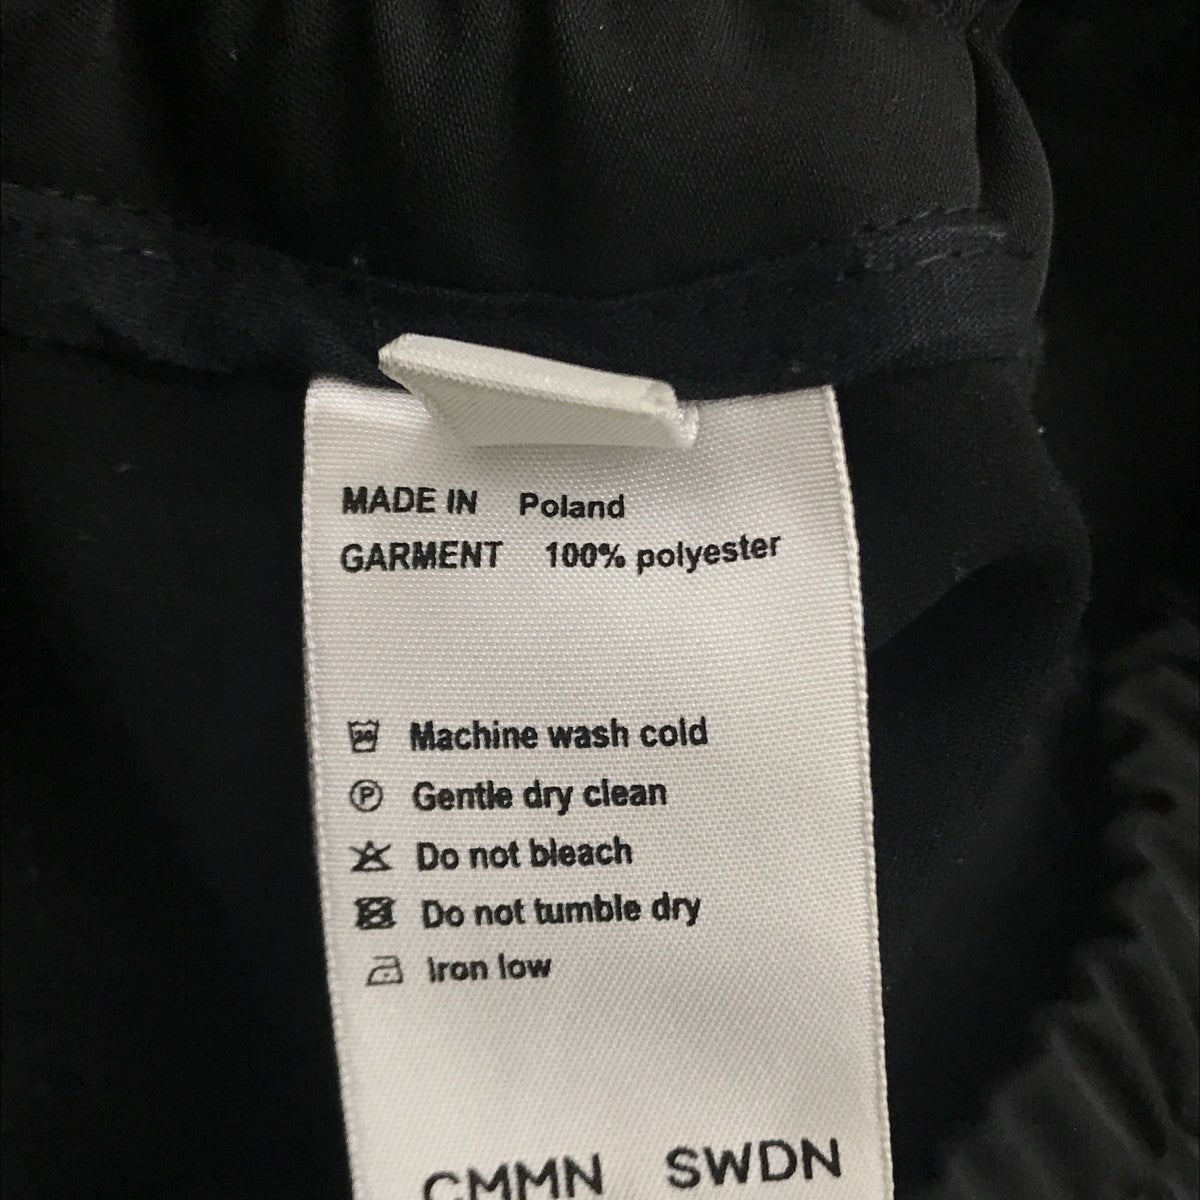 MADE IN Poland
GARMENT 100% polyester
Machine wash cold
P Gentle dry clean
Do not bleach
Do not tumble dry
Iron low
CMMN SWDN